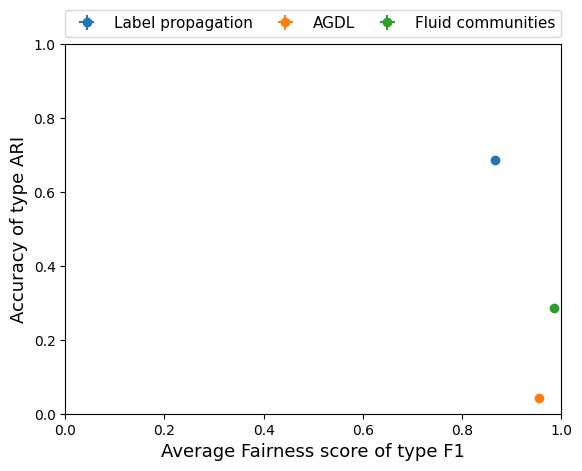 Label propagation AGDL Fluid communities
1.0
0.8
0.6
0.4
0.2
0.0
Accuracy of type ARI
0.0 0.2 0.4 0.6 0.8 1.0
Average Fairness score of type F1